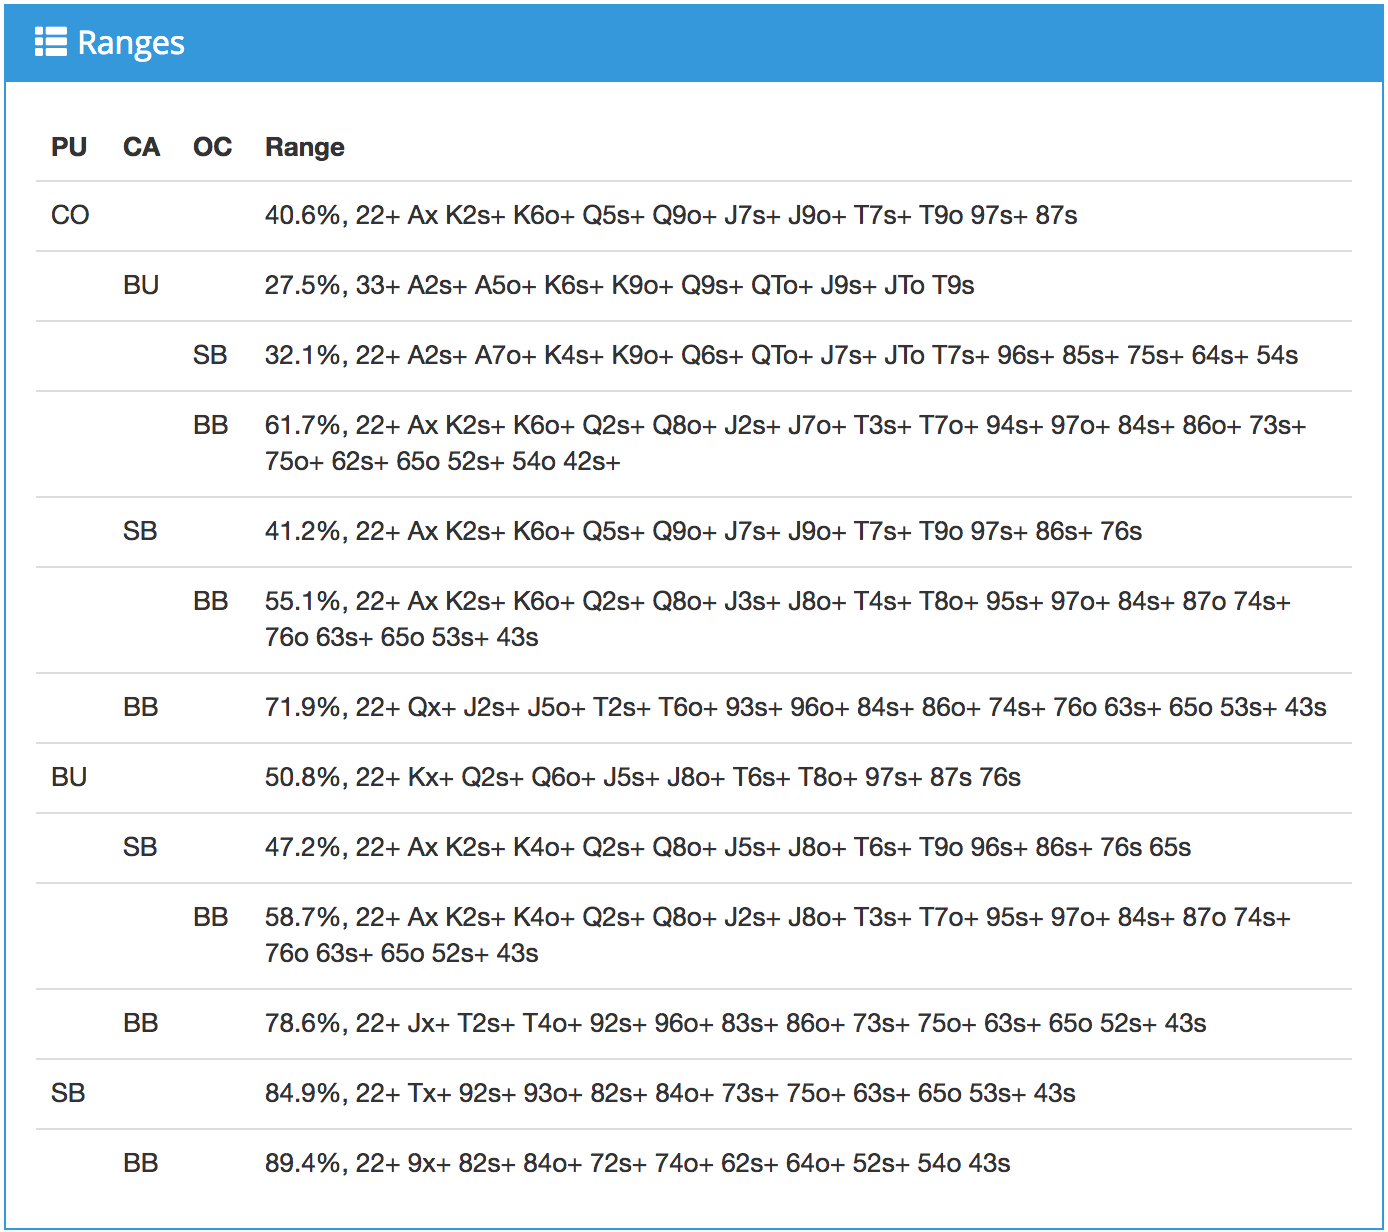 Ranges
PU CA OC Range
CO 40.6%, 22+ Ax K2s+ K6o+ Q5s+ Q9o+ J7s+ J9o+ T7s+ T9o 97s+ 87s
BU 27.5%, 33+ A2s+ A5o+ K6s+ K9o+ Q9s+ QTo+ J9s+ JTo T9s
SB 32.1%, 22+ A2s+ A7o+ K4s+ K9o+ Q6s+ QTo+ J7s+ JTo T7s+ 96s+ 85s+ 75s+ 64s+ 54s
BB 61.7%, 22+ Ax K2s+ K6o+ Q2s+ Q8o+ J2s+ J7o+ T3s+ T7o+ 94s+ 97o+ 84s+ 86o+ 73s+
75o+ 62s+ 65o 52s+ 54o 42s+
SB 41.2%, 22+ Ax K2s+ K6o+ Q5s+ Q9o+ J7s+ J9o+ T7s+ T9o 97s+ 86s+ 76s
BB 55.1%, 22+ Ax K2s+ K6o+ Q2s+ Q8o+ J3s+ J8o+ T4s+ T8o+ 95s+ 97o+ 84s+ 87o 74s+
76o 63s+ 65o 53s+ 43s
BB 71.9%, 22+ Qx+ J2s+ J5o+ T2s+ T6o+ 93s+ 96o+ 84s+ 86o+ 74s+ 76o 63s+ 65o 53s+ 43s
BU 50.8%, 22+ Kx+ Q2s+ Q6o+ J5s+ J8o+ T6s+ T8o+ 97s+ 87s 76s
SB 47.2%, 22+ Ax K2s+ K4o+ Q2s+ Q8o+ J5s+ J8o+ T6s+ T9o 96s+ 86s+ 76s 65s
BB 58.7%, 22+ Ax K2s+ K4o+ Q2s+ Q8o+ J2s+ J8o+ T3s+ T7o+ 95s+ 97o+ 84s+ 87o 74s+
76o 63s+ 65o 52s+ 43s
BB 78.6%, 22+ Jx+ T2s+ T4o+ 92s+ 96o+ 83s+ 86o+ 73s+ 75o+ 63s+ 65o 52s+ 43s
SB 84.9%, 22+ Tx+ 92s+ 93o+ 82s+ 84o+ 73s+ 75o+ 63s+ 65o 53s+ 43s
BB 89.4%, 22+ 9x+ 82s+ 84o+ 72s+ 74o+ 62s+ 64o+ 52s+ 54o 43s